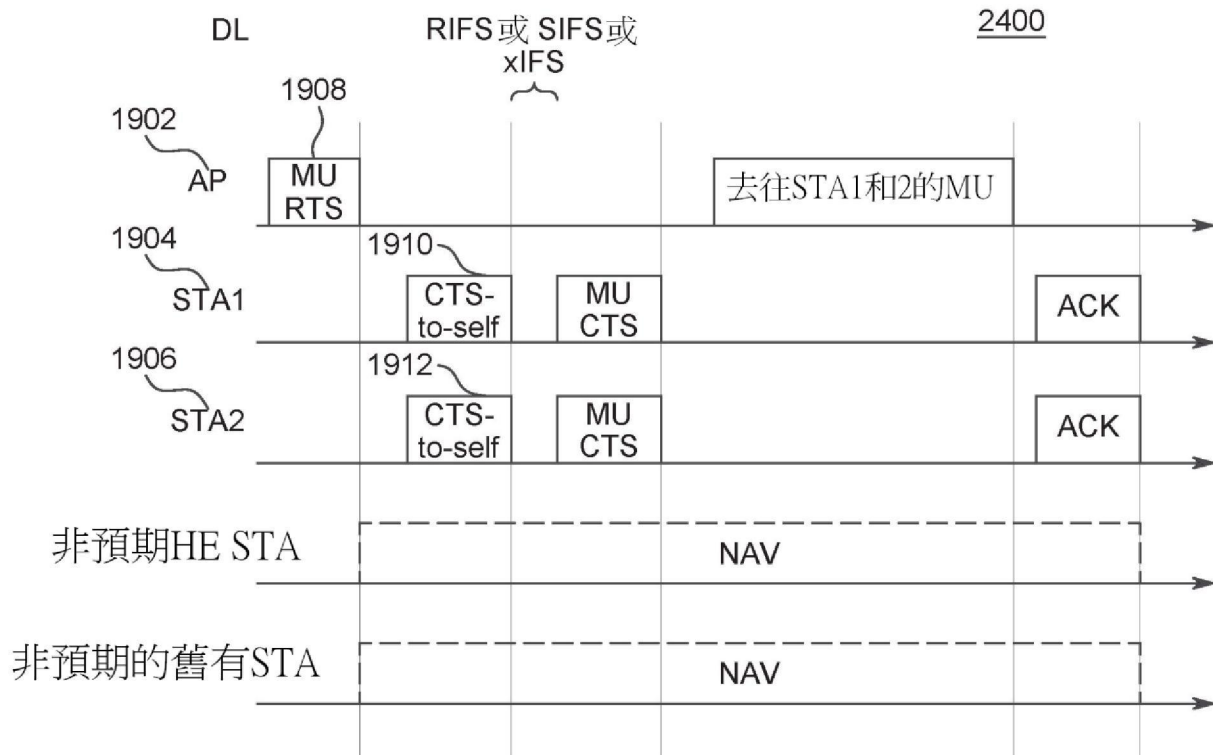 DL
RIFS或 SIFS或
xIFS
2400
1902
1908
AP
MU
RTS
去往STA1和2的MU
1904
1910
STA1
CTS-
to-self
MU
CTS
ACK
1906
1912
STA2
CTS-
to-self
MU
CTS
ACK
非預期HE STA
NAV
非預期的舊有STA
NAV